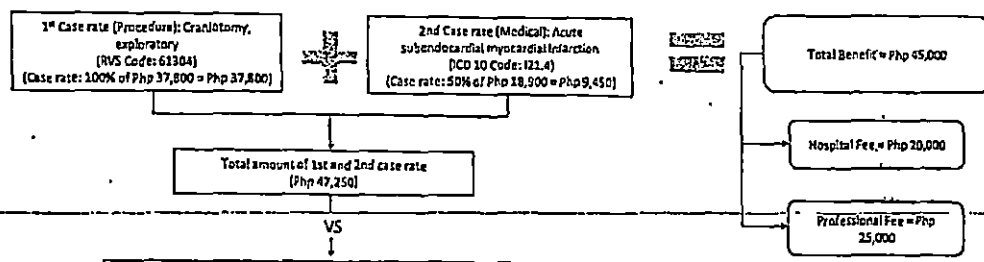 1st Case rate (Procedure): Craniotomy,
exploratory
(RVS Code: 61304)
(Case rate: 100% of Php 37,800 = Php 37,800)
2nd Case rate (Medical): Acute
subendocardial myocardial infarction
(ICD 10 Code: I21.4)
(Case rate: 50% of Php 18,900 = Php 9,450)
Total Benefit = Php 45,000
Hospital Fee = Php 20,000
Total amount of 1st and 2nd case rate
(Php 47,250)
Professional Fee = Php
25,000
VS